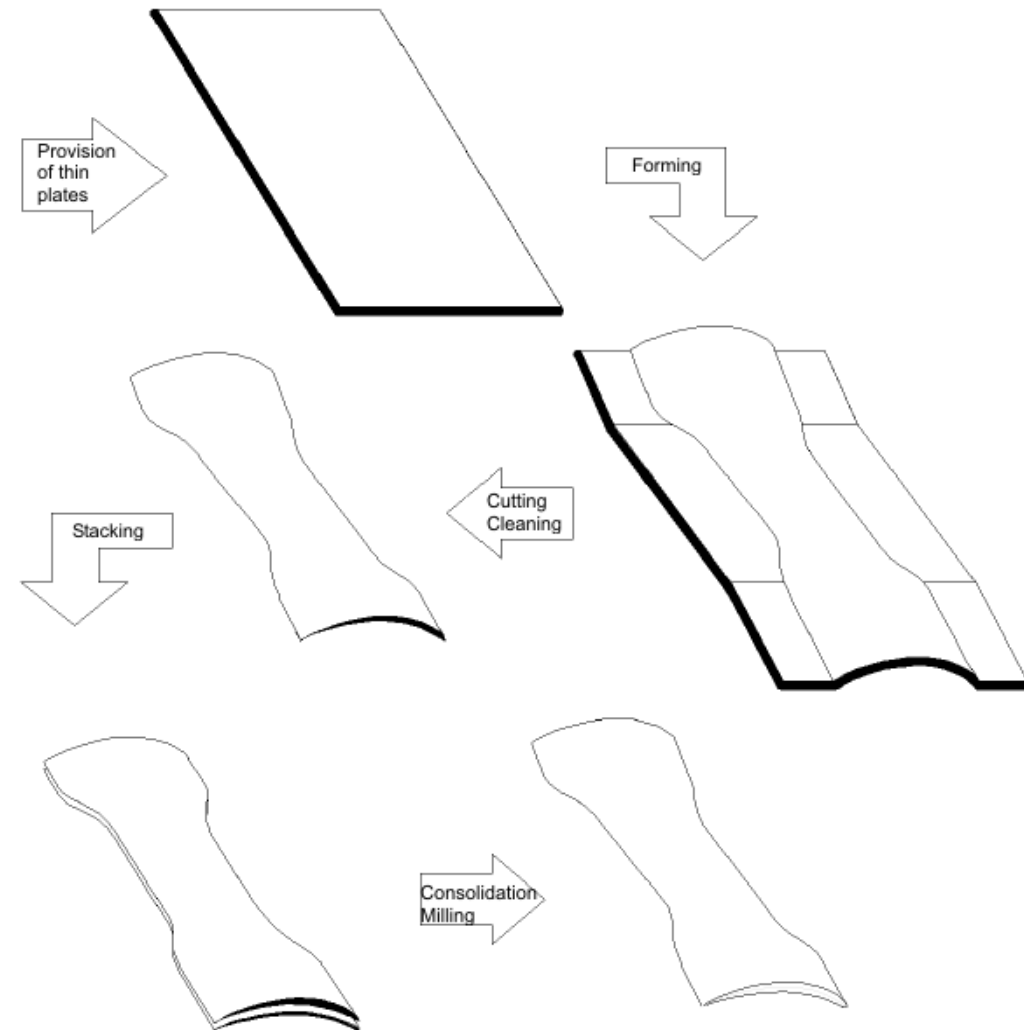 Provision
of thin
plates
Forming
Cutting
Cleaning
Stacking
Consolidation
Milling